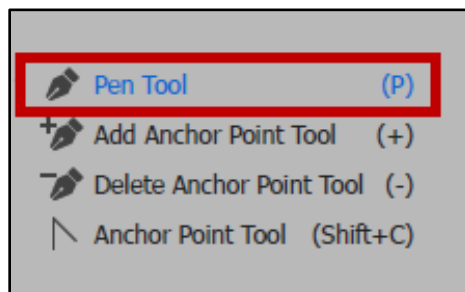 Pen Tool (P)
Add Anchor Point Tool (+)
Delete Anchor Point Tool (-)
Anchor Point Tool (Shift+C)